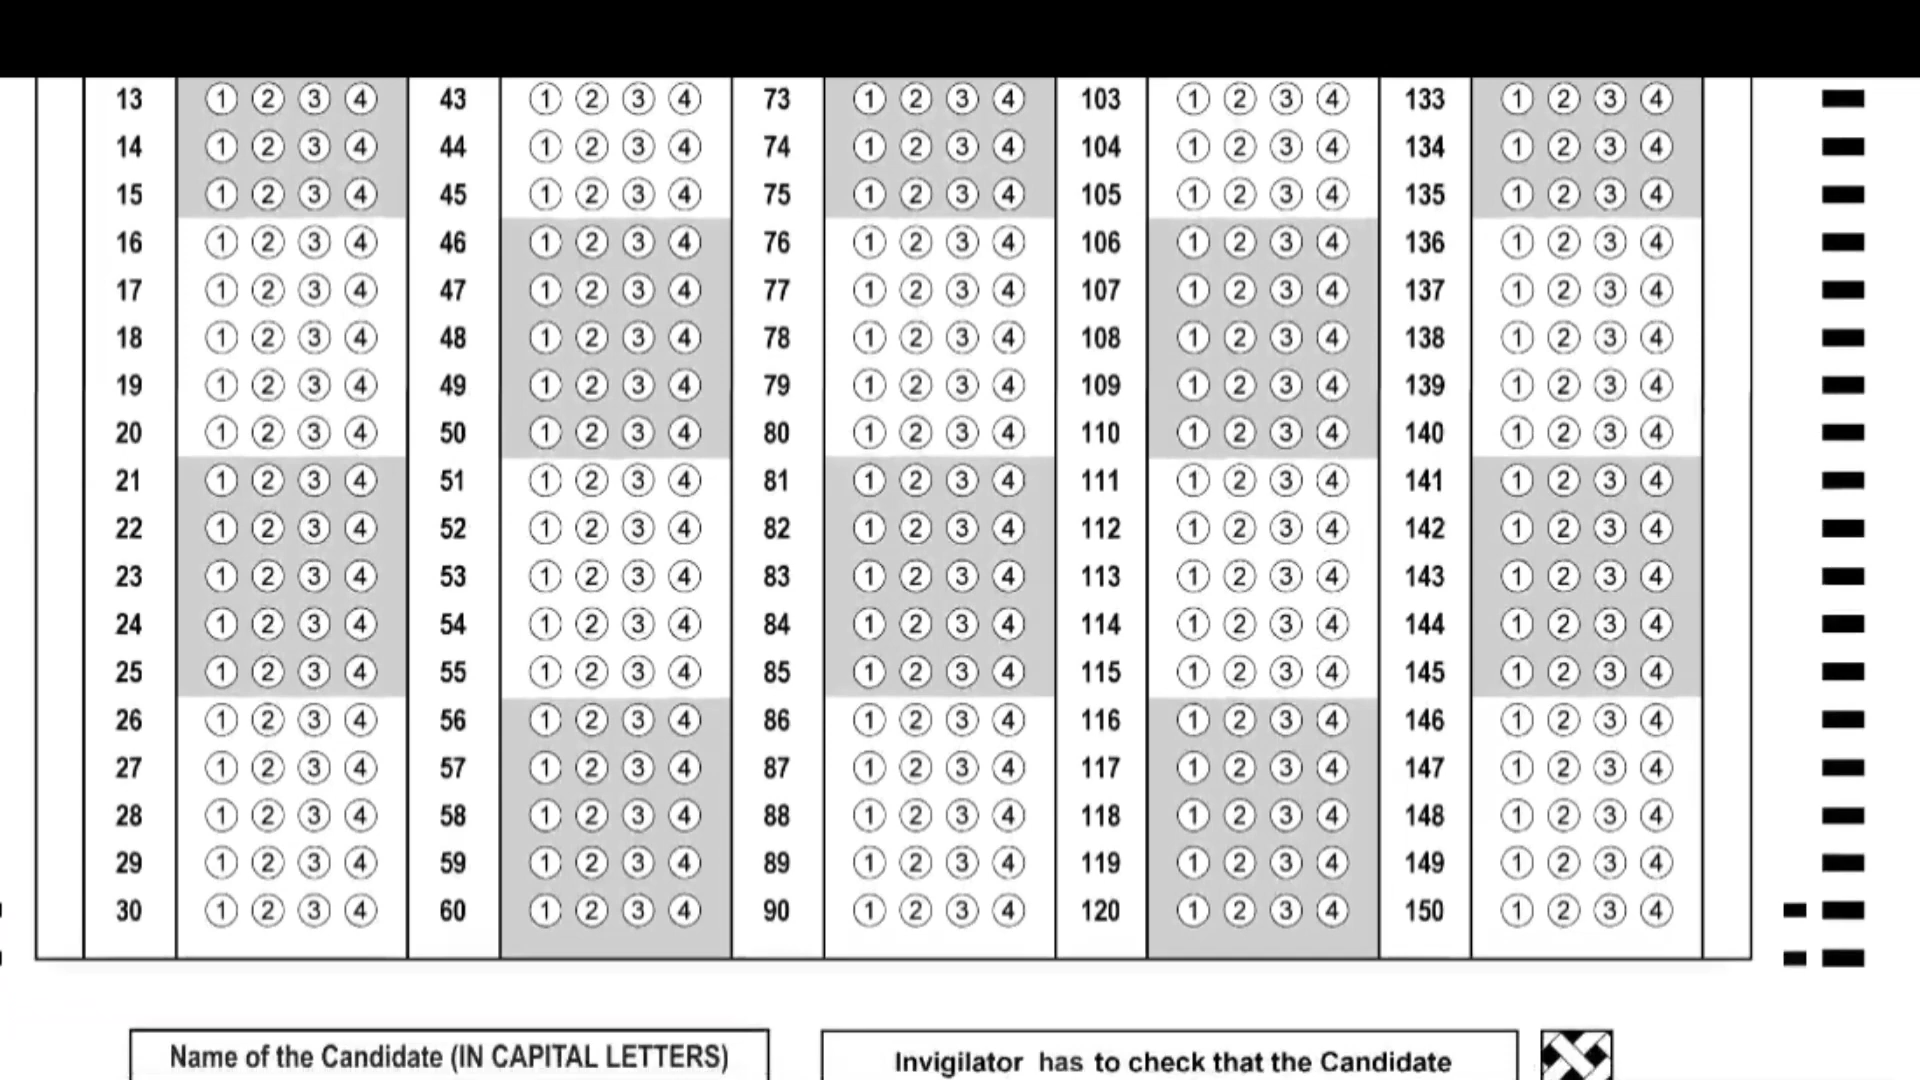 13 ① ② ③ ④ 43 ① ② ③ ④ 73 ① ② ③ ④ 103 ① ② ③ ④ 133 ① ② ③ ④
14 ① ② ③ ④ 44 ① ② ③ ④ 74 ① ② ③ ④ 104 ① ② ③ ④ 134 ① ② ③ ④
15 ① ② ③ ④ 45 ① ② ③ ④ 75 ① ② ③ ④ 105 ① ② ③ ④ 135 ① ② ③ ④
16 ① ② ③ ④ 46 ① ② ③ ④ 76 ① ② ③ ④ 106 ① ② ③ ④ 136 ① ② ③ ④
17 ① ② ③ ④ 47 ① ② ③ ④ 77 ① ② ③ ④ 107 ① ② ③ ④ 137 ① ② ③ ④
18 ① ② ③ ④ 48 ① ② ③ ④ 78 ① ② ③ ④ 108 ① ② ③ ④ 138 ① ② ③ ④
19 ① ② ③ ④ 49 ① ② ③ ④ 79 ① ② ③ ④ 109 ① ② ③ ④ 139 ① ② ③ ④
20 ① ② ③ ④ 50 ① ② ③ ④ 80 ① ② ③ ④ 110 ① ② ③ ④ 140 ① ② ③ ④
21 ① ② ③ ④ 51 ① ② ③ ④ 81 ① ② ③ ④ 111 ① ② ③ ④ 141 ① ② ③ ④
22 ① ② ③ ④ 52 ① ② ③ ④ 82 ① ② ③ ④ 112 ① ② ③ ④ 142 ① ② ③ ④
23 ① ② ③ ④ 53 ① ② ③ ④ 83 ① ② ③ ④ 113 ① ② ③ ④ 143 ① ② ③ ④
24 ① ② ③ ④ 54 ① ② ③ ④ 84 ① ② ③ ④ 114 ① ② ③ ④ 144 ① ② ③ ④
25 ① ② ③ ④ 55 ① ② ③ ④ 85 ① ② ③ ④ 115 ① ② ③ ④ 145 ① ② ③ ④
26 ① ② ③ ④ 56 ① ② ③ ④ 86 ① ② ③ ④ 116 ① ② ③ ④ 146 ① ② ③ ④
27 ① ② ③ ④ 57 ① ② ③ ④ 87 ① ② ③ ④ 117 ① ② ③ ④ 147 ① ② ③ ④
28 ① ② ③ ④ 58 ① ② ③ ④ 88 ① ② ③ ④ 118 ① ② ③ ④ 148 ① ② ③ ④
29 ① ② ③ ④ 59 ① ② ③ ④ 89 ① ② ③ ④ 119 ① ② ③ ④ 149 ① ② ③ ④
30 ① ② ③ ④ 60 ① ② ③ ④ 90 ① ② ③ ④ 120 ① ② ③ ④ 150 ① ② ③ ④
Name of the Candidate (IN CAPITAL LETTERS)
Invigilator has to check that the Candidate